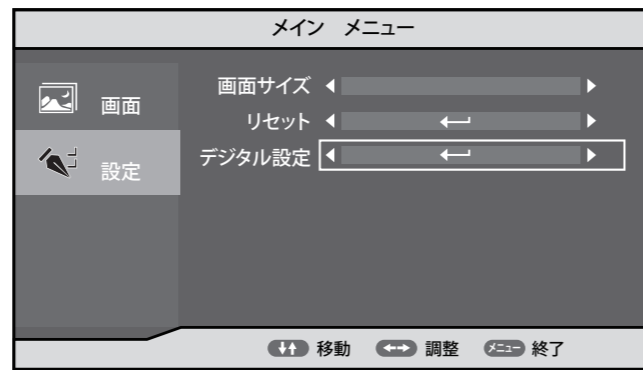 メイン メニュー
画面
設定
画面サイズ
リセット
デジタル設定
移動 調整 メニュー 終了